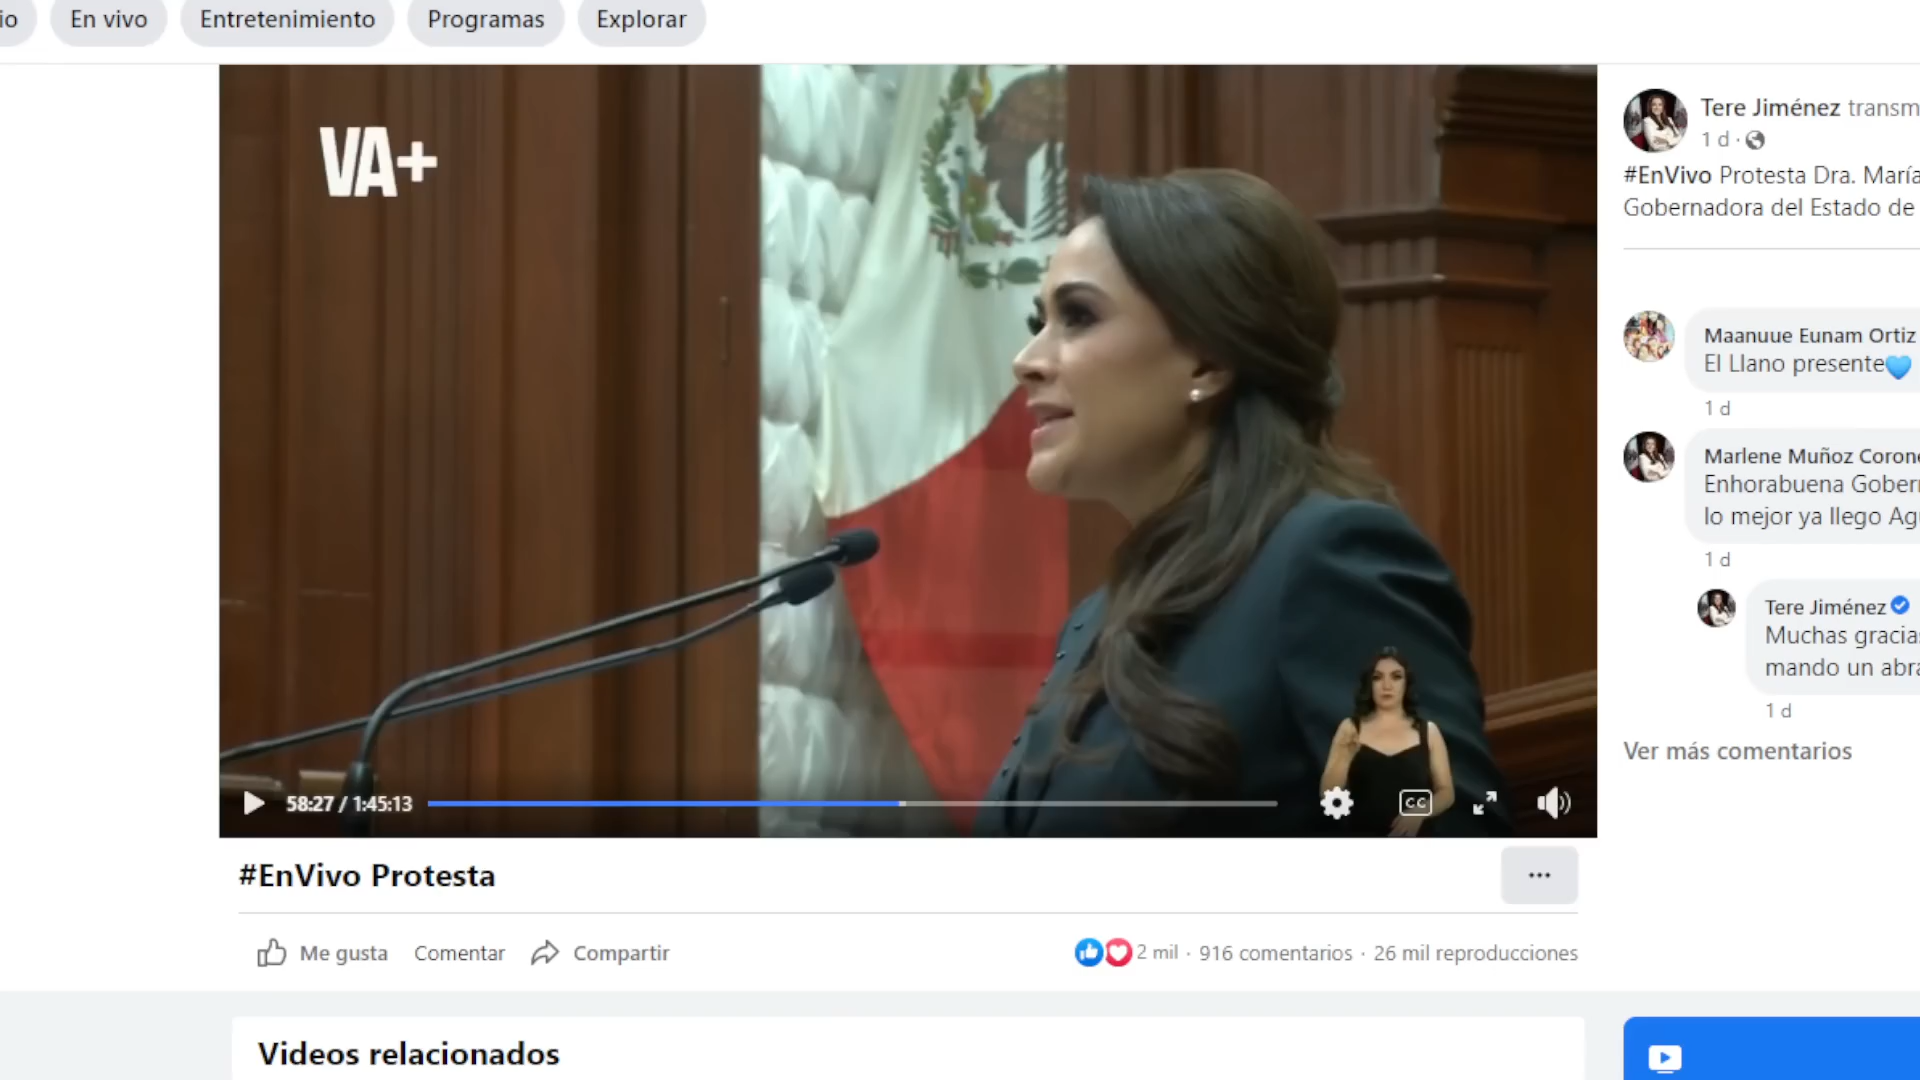 En vivo
Entretenimiento
Programas
Explorar
VA+
58:27 / 1:45:13
CC
#EnVivo Protesta
Me gusta
Comentar
Compartir
2 mil · 916 comentarios · 26 mil reproducciones
Videos relacionados
Tere Jiménez
1 d ·
#EnVivo Protesta Dra. María
Gobernadora del Estado de
Maanuue Eunam Ortiz
El Llano presente
1 d
Marlene Muñoz
Enhorabuena
lo mejor ya llego
1 d
Tere Jiménez
Muchas
mando un
1 d
Ver más comentarios